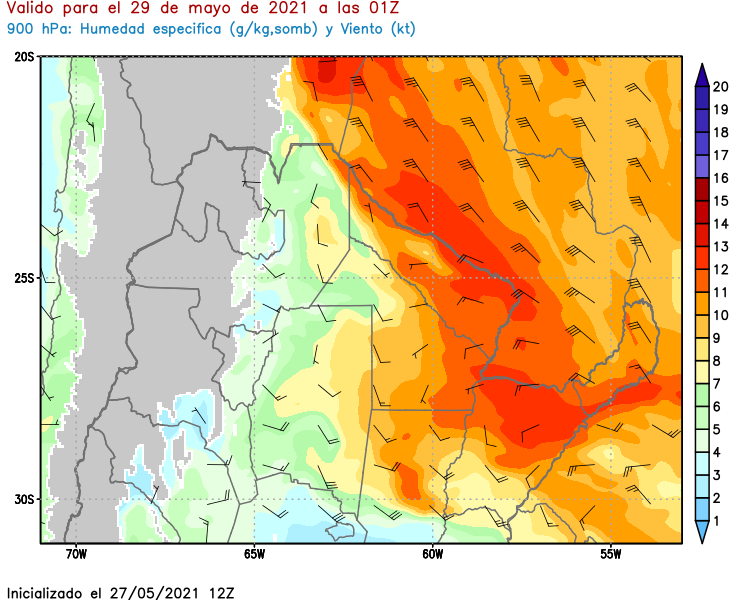 Valido para el 29 de mayo de 2021 a las 01Z
900 hPa: Humedad especifica (g/kg,somb) y Viento (kt)
20S
25S
30S
70W
65W
60W
55W
20
19
18
17
16
15
14
13
12
11
10
9
8
7
6
5
4
3
2
1
Inicializado el 27/05/2021 12Z